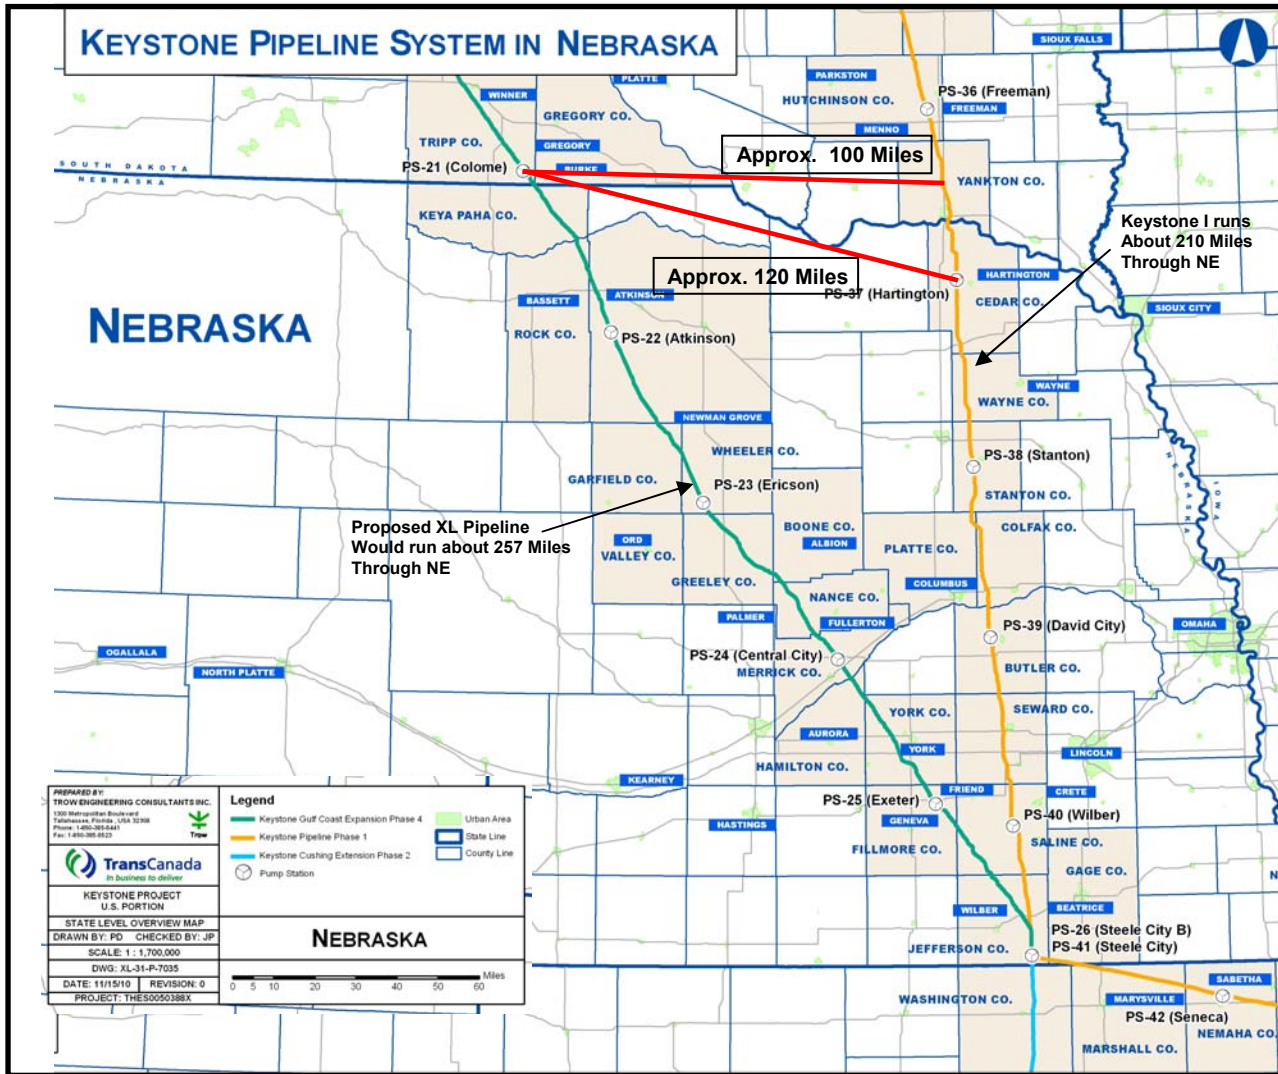 KEYSTONE PIPELINE SYSTEM IN NEBRASKA
SIOUX FALLS
PLATTE
PARKSTON
WINNER
HUTCHINSON CO.
PS-36 (Freeman)
FREEMAN
GREGORY CO.
MENNO
TRIPP CO.
GREGORY
Approx. 100 Miles
SOUTH DAKOTA
NEBRASKA
PS-21 (Colome)
BURKE
YANKTON CO.
KEYA PAHA CO.
Keystone I runs
About 210 Miles
Through NE
Approx. 120 Miles
HARTINGTON
PS-37 (Hartington)
CEDAR CO.
BASSETT
ATKINSON
SIOUX CITY
NEBRASKA
ROCK CO.
PS-22 (Atkinson)
WAYNE
WAYNE CO.
NEWMAN GROVE
WHEELER CO.
PS-38 (Stanton)
NEBRASKA
IOWA
GARFIELD CO.
PS-23 (Ericson)
STANTON CO.
Proposed XL Pipeline
Would run about 257 Miles
Through NE
BOONE CO.
COLFAX CO.
ORD
VALLEY CO.
ALBION
PLATTE CO.
GREELEY CO.
COLUMBUS
NANCE CO.
PALMER
FULLERTON
PS-39 (David City)
OMAHA
OGALLALA
NORTH PLATTE
PS-24 (Central City)
MERRICK CO.
BUTLER CO.
YORK CO.
SEWARD CO.
AURORA
YORK
LINCOLN
HAMILTON CO.
KEARNEY
FRIEND
CRETE
PS-25 (Exeter)
HASTINGS
GENEVA
PS-40 (Wilber)
FILLMORE CO.
SALINE CO.
GAGE CO.
WILBER
BEATRICE
PS-26 (Steele City B)
JEFFERSON CO.
PS-41 (Steele City)
SABETHA
WASHINGTON CO.
MARYSVILLE
PS-42 (Seneca)
NEMAHA CO.
MARSHALL CO.
N
PREPARED BY:
TROW ENGINEERING CONSULTANTS INC.
1300 Metropolitan Boulevard
Tallahassee, Florida, USA 32308
Trow
TransCanada
In business to deliver
KEYSTONE PROJECT
U.S. PORTION
STATE LEVEL OVERVIEW MAP
DRAWN BY: PD CHECKED BY: JP
SCALE: 1 : 1,700,000
DWG: XL-31-P-7035
DATE: 11/15/10 REVISION: 0
PROJECT: THES0050388X
Legend
Keystone Gulf Coast Expansion Phase 4
Keystone Pipeline Phase 1
Keystone Cushing Extension Phase 2
Pump Station
Urban Area
State Line
County Line
NEBRASKA
Miles
0 5 10 20 30 40 50 60